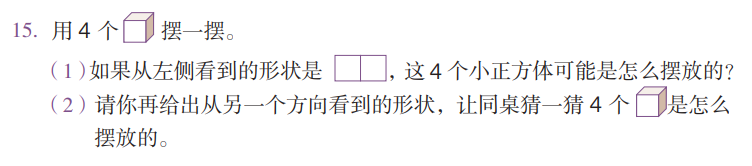 15. 用 4 个 摆一摆。
（1）如果从左侧看到的形状是 ，这 4 个小正方体可能是怎么摆放的?
（2）请你再给出从另一个方向看到的形状，让同桌猜一猜 4 个 是怎么
摆放的。